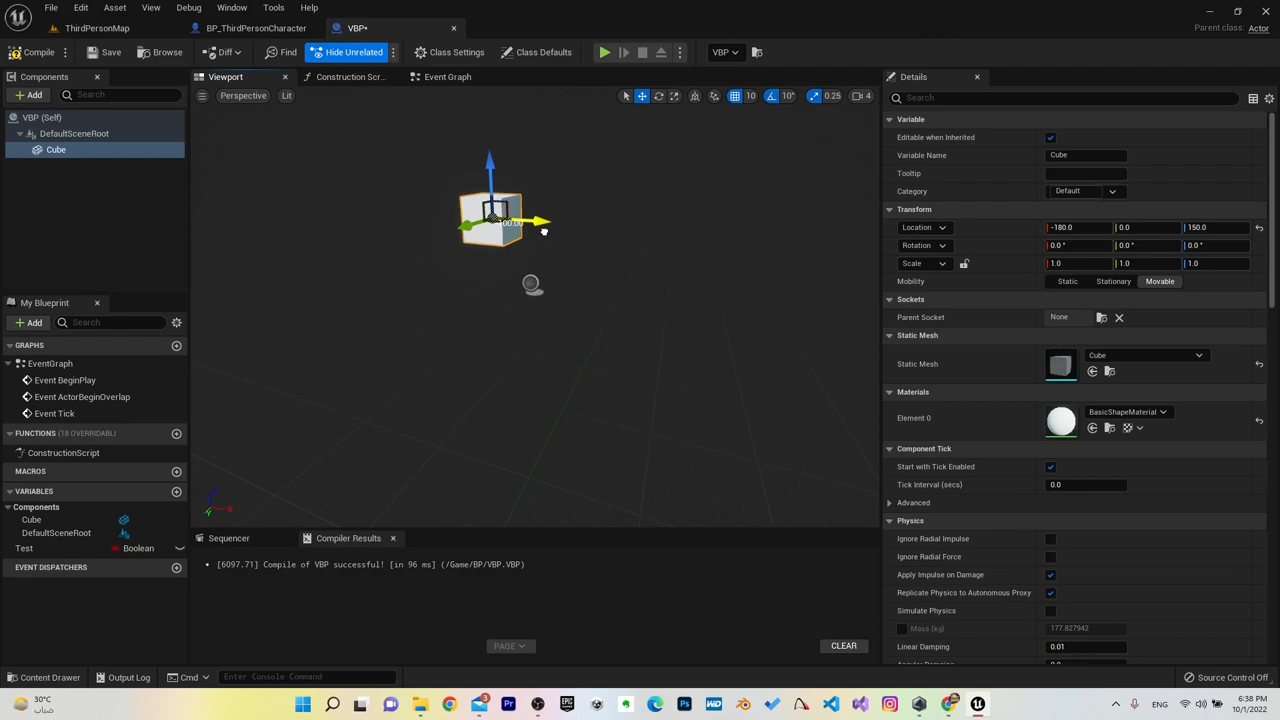 File Edit Asset View Debug Window Tools Help
ThirdPersonMap BP_ThirdPersonCharacter VBP*
Parent class: Actor
Compile Save Browse Diff Find Hide Unrelated Class Settings Class Defaults VBP
Components
Add Search
VBP (Self)
DefaultSceneRoot
Cube
My Blueprint
Add Search
GRAPHS
EventGraph
Event BeginPlay
Event ActorBeginOverlap
Event Tick
FUNCTIONS (18 OVERRIDABLI
ConstructionScript
MACROS
VARIABLES
Components
Cube
DefaultSceneRoot
Test Boolean
EVENT DISPATCHERS
Viewport Construction Scr... Event Graph
Perspective Lit 10 10° 0.25 4
Sequencer Compiler Results
[6097.71] Compile of VBP successful! [in 96 ms] (/Game/BP/VBP.VBP)
PAGE CLEAR
Details
Search
Variable
Editable when Inherited
Variable Name Cube
Tooltip
Category Default
Transform
Location -180.0 0.0 150.0
Rotation 0.0 ° 0.0 ° 0.0 °
Scale 1.0 1.0 1.0
Mobility Static Stationary Movable
Sockets
Parent Socket None
Static Mesh
Static Mesh Cube
Materials
Element 0 BasicShapeMaterial
Component Tick
Start with Tick Enabled
Tick Interval (secs) 0.0
Advanced
Physics
Ignore Radial Impulse
Ignore Radial Force
Apply Impulse on Damage
Replicate Physics to Autonomous Proxy
Simulate Physics
Mass (kg) 177.827942
Linear Damping 0.01
Content Drawer Output Log Cmd Enter Console Command Source Control Off
30°C
ضباب
6:38 PM
10/1/2022